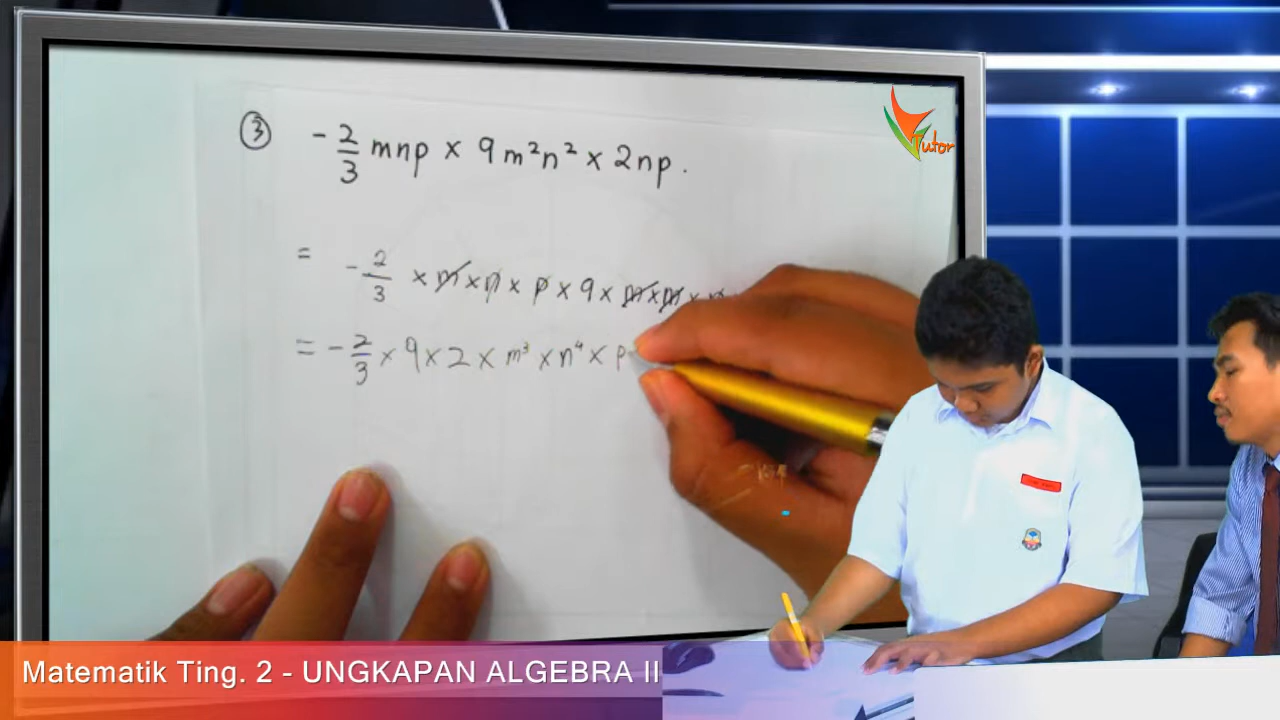 Tutor
③ -2/3 mnp × 9m²n² × 2np.
= -2/3 × m × n × p × 9 × m × m × n
= -2/3 × 9 × 2 × m³ × n⁴ × p
Matematik Ting. 2 - UNGKAPAN ALGEBRA II